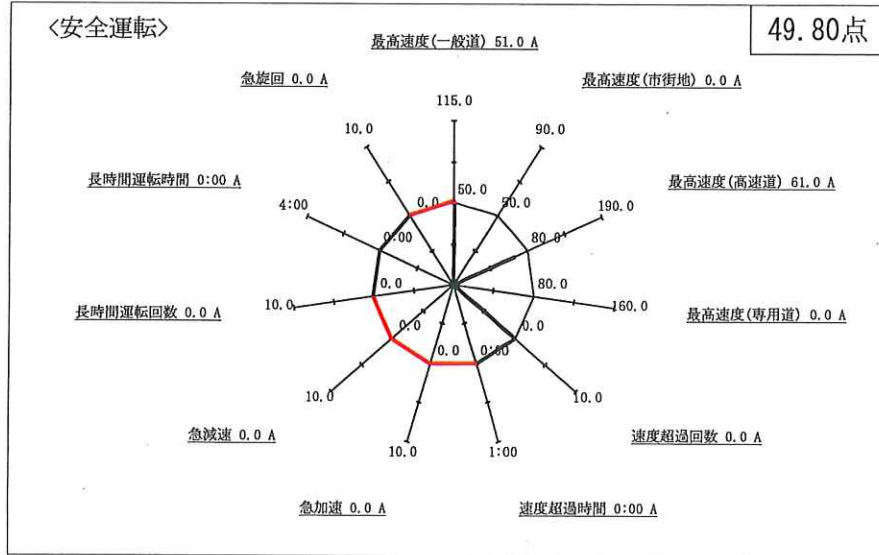 〈安全運転〉
49.80点
最高速度(一般道) 51.0 A
急旋回 0.0 A
最高速度(市街地) 0.0 A
115.0
10.0
90.0
長時間運転時間 0:00 A
最高速度(高速道) 61.0 A
4:00
0.0
50.0
50.0
190.0
0:00
80.0
長時間運転回数 0.0 A
10.0
0.0
80.0
160.0
最高速度(専用道) 0.0 A
0.0
0.0
0:00
0.0
10.0
10.0
急減速 0.0 A
10.0
1:00
速度超過回数 0.0 A
急加速 0.0 A
速度超過時間 0:00 A